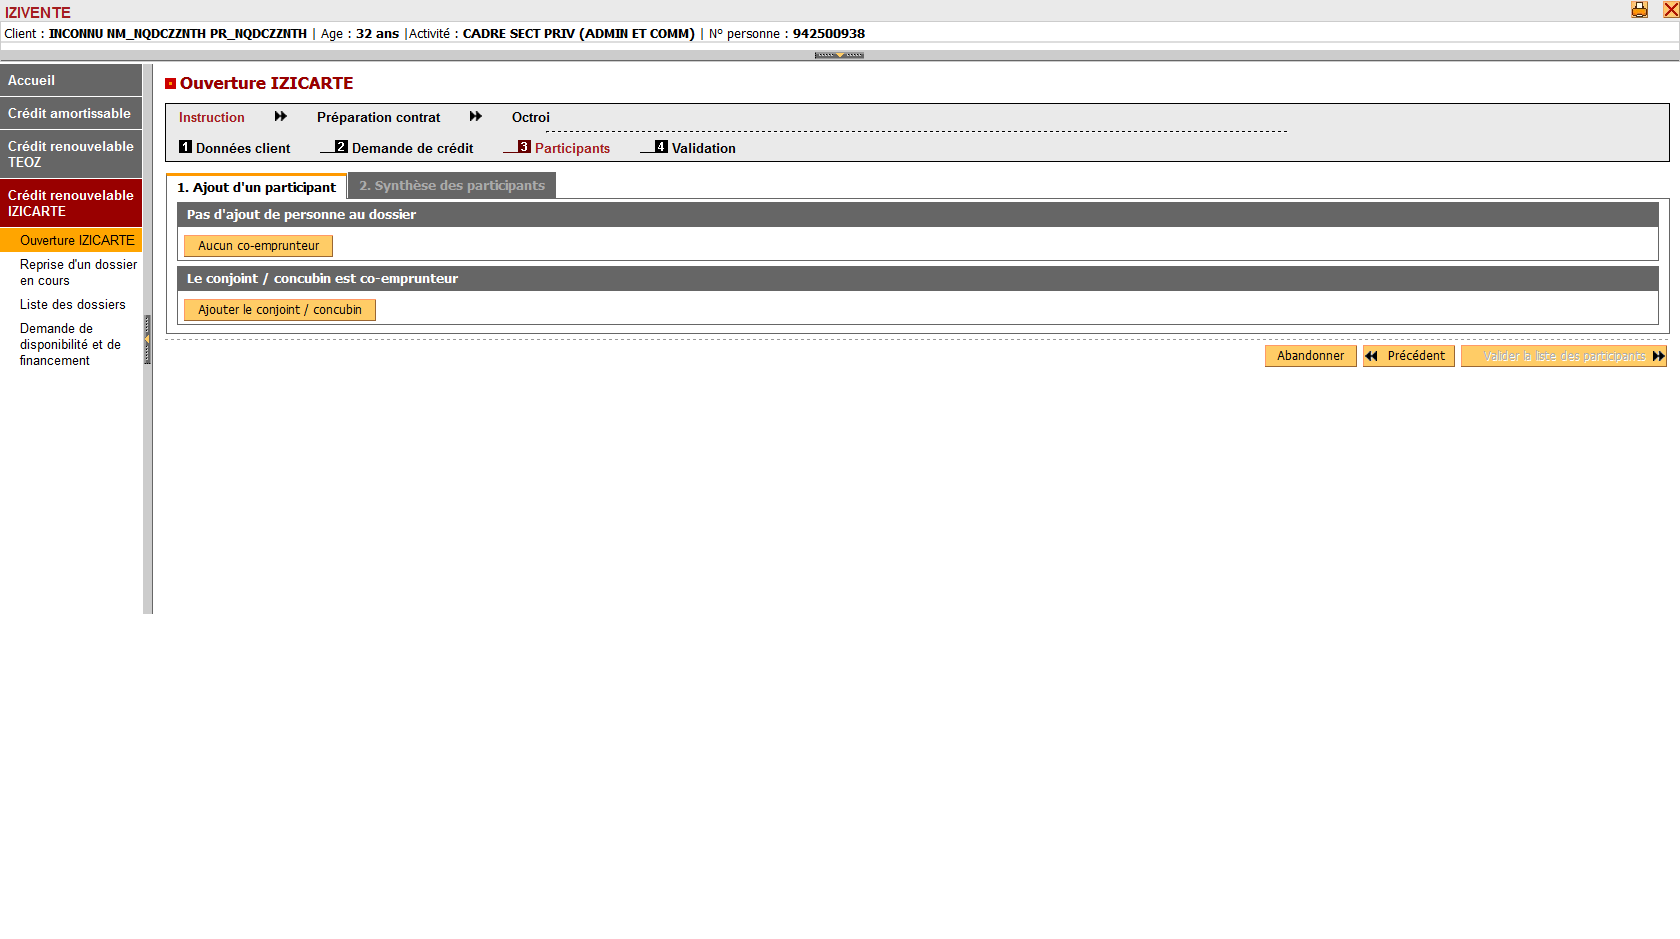 IZIVENTE
Client : INCONNU NM_NQDCZZNTH PR_NQDCZZNTH | Age : 32 ans |Activité : CADRE SECT PRIV (ADMIN ET COMM) | N° personne : 942500938
Accueil
Crédit amortissable
Crédit renouvelable
TEOZ
Crédit renouvelable
IZICARTE
Ouverture IZICARTE
Reprise d'un dossier
en cours
Liste des dossiers
Demande de
disponibilité et de
financement
Ouverture IZICARTE
Instruction Préparation contrat Octroi
1 Données client 2 Demande de crédit 3 Participants 4 Validation
1. Ajout d'un participant 2. Synthèse des participants
Pas d'ajout de personne au dossier
Aucun co-emprunteur
Le conjoint / concubin est co-emprunteur
Ajouter le conjoint / concubin
Abandonner Précédent Valider la liste des participants